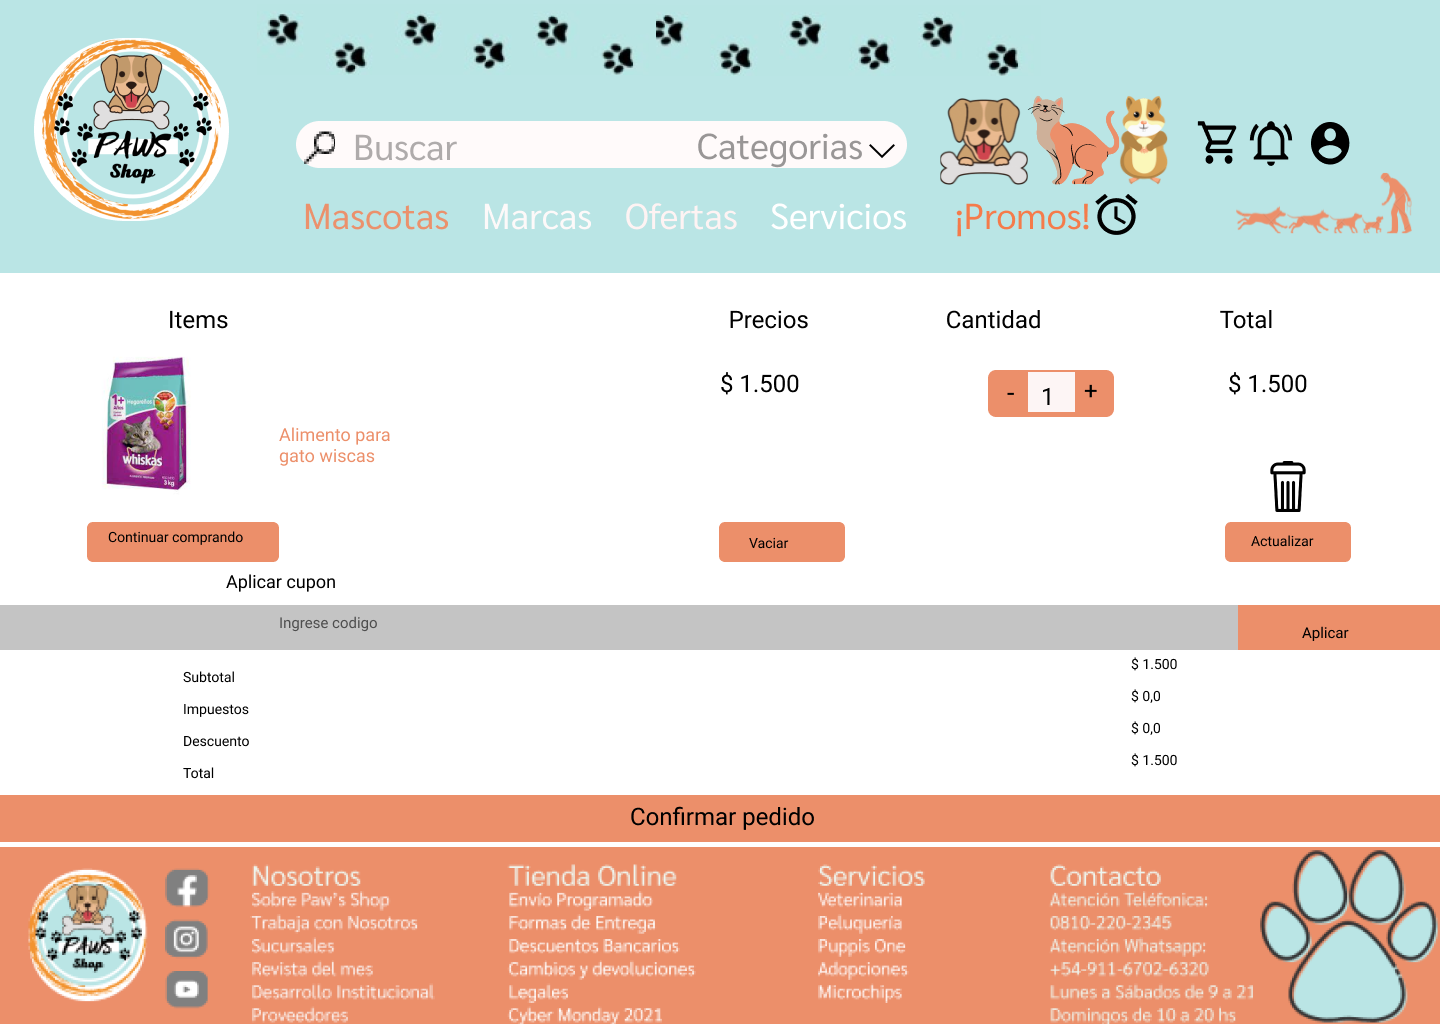 PAWS
Shop
Buscar
Categorias
Mascotas
Marcas
Ofertas
Servicios
¡Promos!
Items
Precios
Cantidad
Total
$ 1.500
- 1 +
$ 1.500
1+
Años
whiskas
3 kg
Alimento para
gato wiscas
Continuar comprando
Vaciar
Actualizar
Aplicar cupon
Ingrese codigo
Aplicar
Subtotal
$ 1.500
Impuestos
$ 0,0
Descuento
$ 0,0
Total
$ 1.500
Confirmar pedido
PAWS
Shop
Nosotros
Sobre Paw's Shop
Trabaja con Nosotros
Sucursales
Revista del mes
Desarrollo Institucional
Proveedores
Tienda Online
Envío Programado
Formas de Entrega
Descuentos Bancarios
Cambios y devoluciones
Legales
Cyber Monday 2021
Servicios
Veterinaria
Peluquería
Puppis One
Adopciones
Microchips
Contacto
Atención Teléfonica:
0810-220-2345
Atención Whatsapp:
+54-911-6702-6320
Lunes a Sábados de 9 a 21
Domingos de 10 a 20 hs